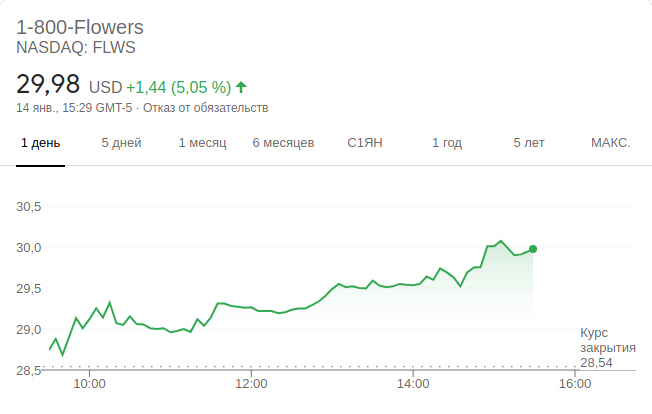 1-800-Flowers
NASDAQ: FLWS
29,98 USD +1,44 (5,05 %)
14 янв., 15:29 GMT-5 · Отказ от обязательств
1 день 5 дней 1 месяц 6 месяцев С1ЯН 1 год 5 лет МАКС.
30,5
30,0
29,5
29,0
28,5
Курс
закрытия
28,54
10:00 12:00 14:00 16:00